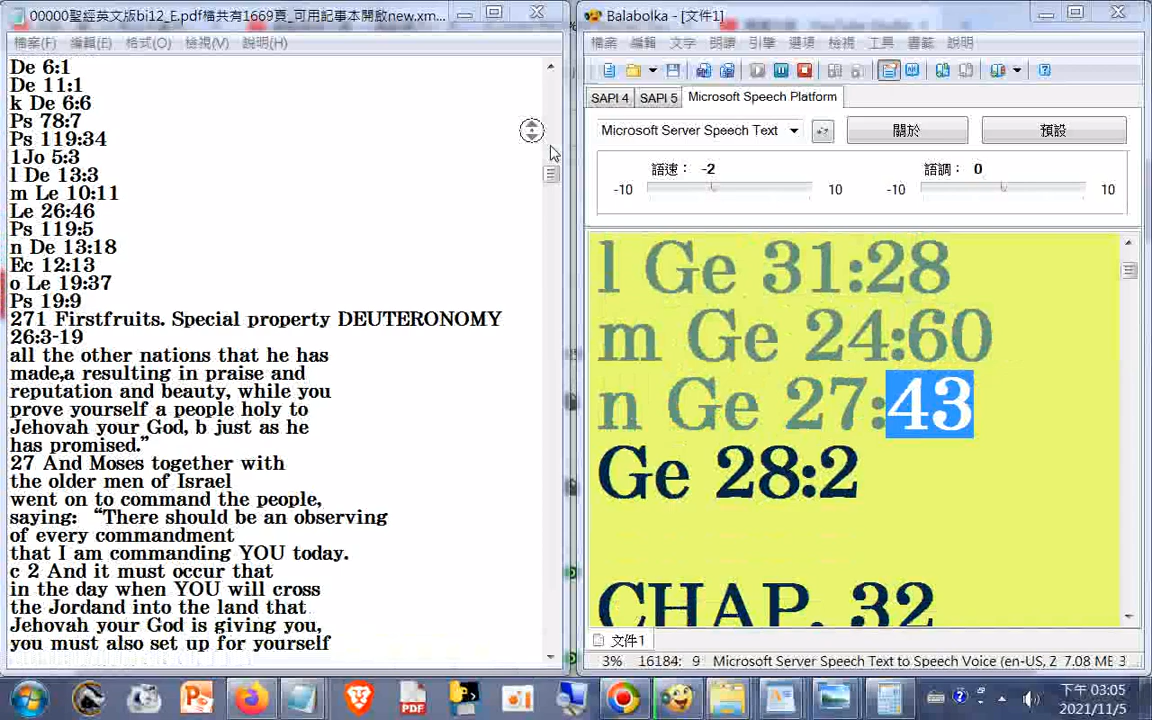 00000聖經英文版bi12_E.pdf檔共有1669頁_可用記事本開啟new.xm...
檔案(F) 編輯(E) 格式(O) 檢視(V) 說明(H)
De 6:1
De 11:1
k De 6:6
Ps 78:7
Ps 119:34
1Jo 5:3
l De 13:3
m Le 10:11
Le 26:46
Ps 119:5
n De 13:18
Ec 12:13
o Le 19:37
Ps 19:9
271 Firstfruits. Special property DEUTERONOMY
26:3-19
all the other nations that he has
made,a resulting in praise and
reputation and beauty, while you
prove yourself a people holy to
Jehovah your God, b just as he
has promised.”
27 And Moses together with
the older men of Israel
went on to command the people,
saying: “There should be an observing
of every commandment
that I am commanding YOU today.
c 2 And it must occur that
in the day when YOU will cross
the Jordand into the land that
Jehovah your God is giving you,
you must also set up for yourself
Balabolka - [文件1]
檔案 編輯 文字 朗讀 引擎 選項 檢視 工具 書籤 說明
SAPI 4 SAPI 5 Microsoft Speech Platform
Microsoft Server Speech Text 關於 預設
語速： -2 語調： 0
-10 10 -10 10
l Ge 31:28
m Ge 24:60
n Ge 27:43
Ge 28:2
CHAP. 32
文件1
3% 16184: 9 Microsoft Server Speech Text to Speech Voice (en-US, 2 7.08 ME 3
下午 03:05
2021/11/5